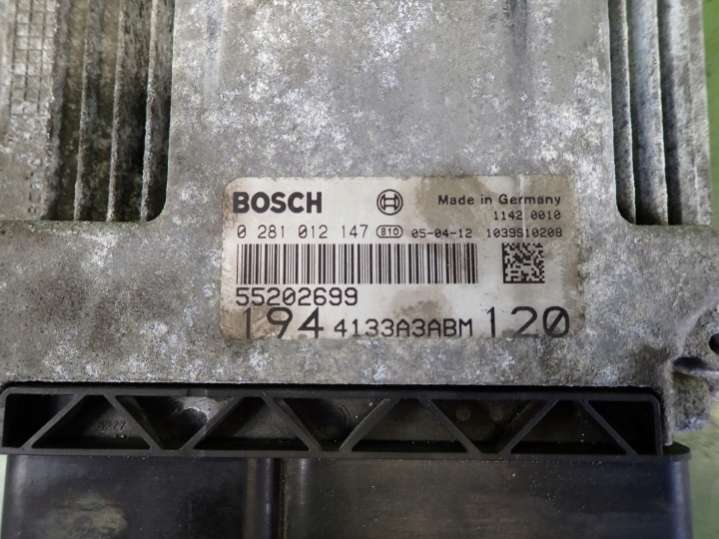 BOSCH Made in Germany
1142 0010
0 281 012 147 810 05-04-12 1039S10208
55202699
194 4133A3ABM 120